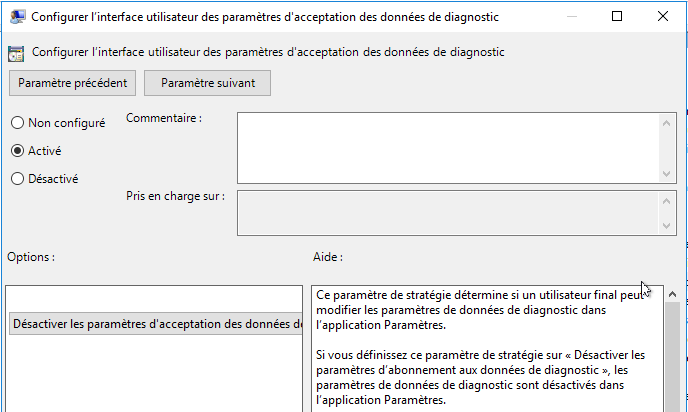 Configurer l'interface utilisateur des paramètres d'acceptation des données de diagnostic
Configurer l'interface utilisateur des paramètres d'acceptation des données de diagnostic
Paramètre précédent
Paramètre suivant
Non configuré
Commentaire :
Activé
Désactivé
Pris en charge sur :
Options :
Aide :
Désactiver les paramètres d'acceptation des données
Ce paramètre de stratégie détermine si un utilisateur final peut
modifier les paramètres de données de diagnostic dans
l'application Paramètres.
Si vous définissez ce paramètre de stratégie sur « Désactiver les
paramètres d'abonnement aux données de diagnostic », les
paramètres de données de diagnostic sont désactivés dans
l'application Paramètres.